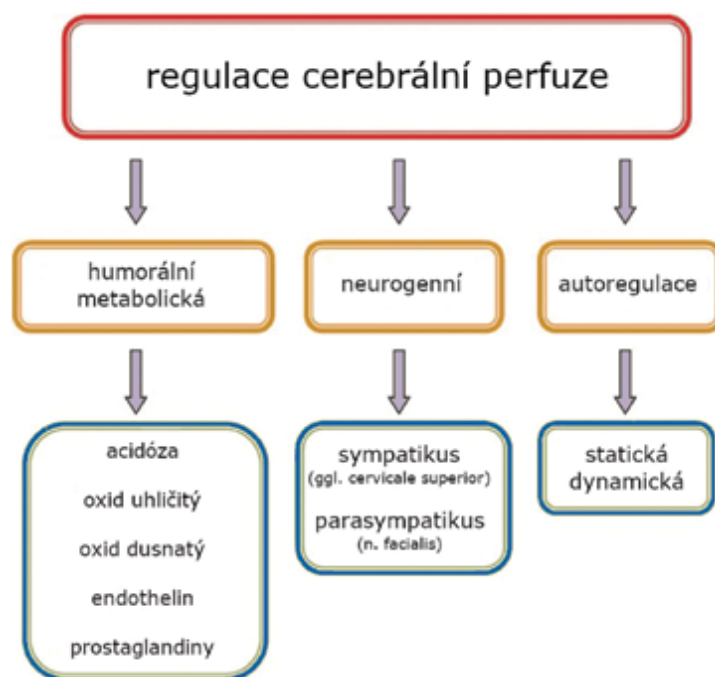 regulace cerebrální perfuze
humorální
metabolická
neurogenní
autoregulace
acidóza
oxid uhličitý
oxid dusnatý
endothelin
prostaglandiny
sympatikus
(ggl. cervicale superior)
parasympatikus
(n. facialis)
statická
dynamická